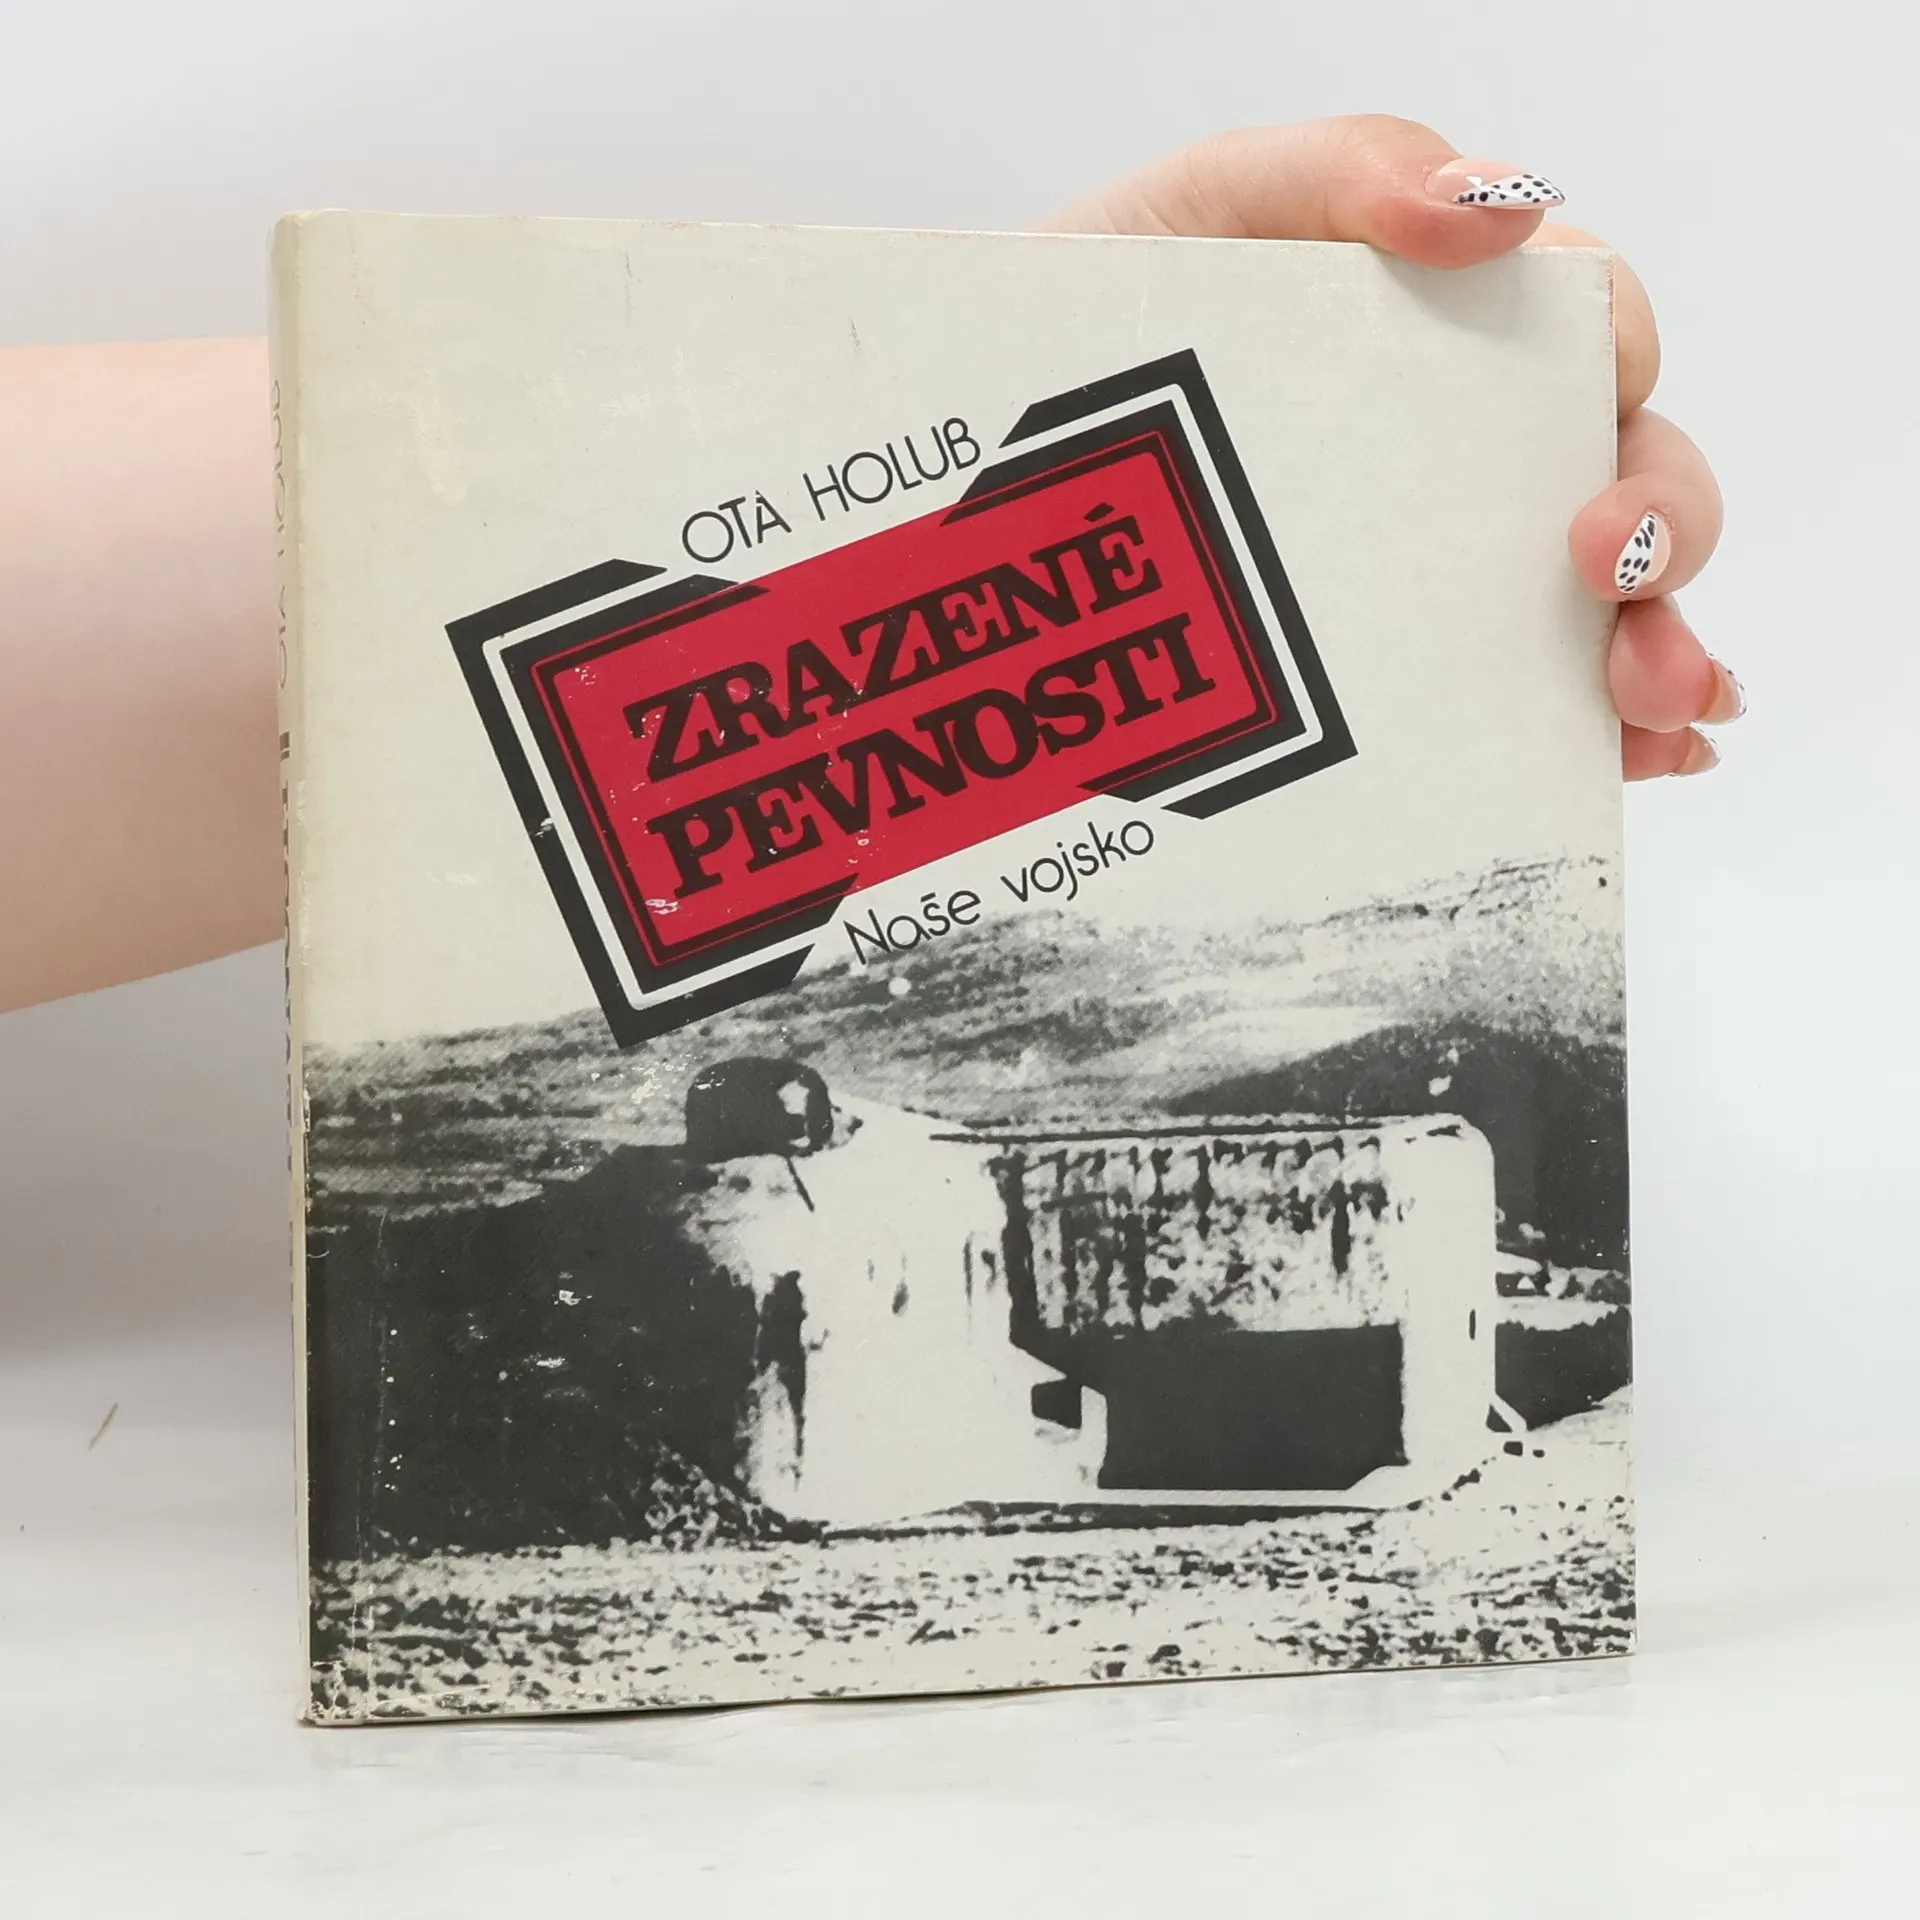 OTA HOLUB
ZRAZENÉ
PEVNOSTI
Naše vojsko